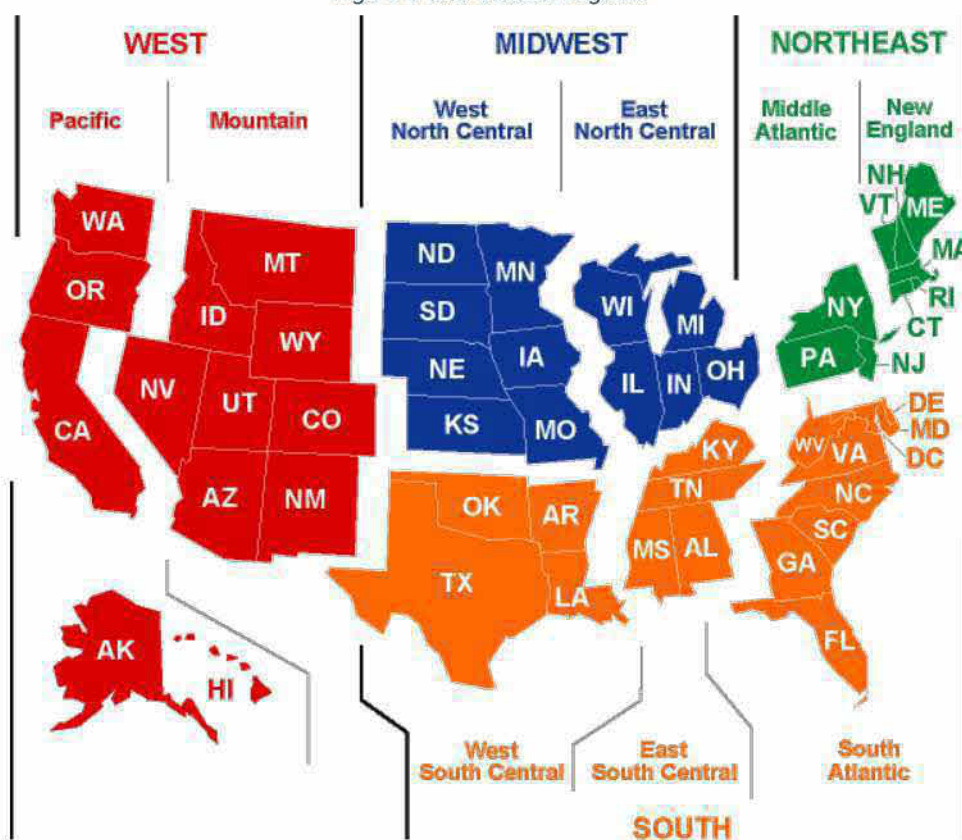 WEST
MIDWEST
NORTHEAST
Pacific
Mountain
West
North Central
East
North Central
Middle
Atlantic
New
England
WA
OR
CA
MT
ID
WY
NV
UT
CO
AZ
NM
AK
HI
ND
SD
NE
KS
MN
IA
MO
WI
MI
IL
IN
OH
NH
VT
ME
MA
RI
CT
NY
PA
NJ
DE
MD
DC
WV
VA
KY
TN
NC
SC
MS
AL
GA
FL
OK
AR
TX
LA
West
South Central
East
South Central
South
Atlantic
SOUTH